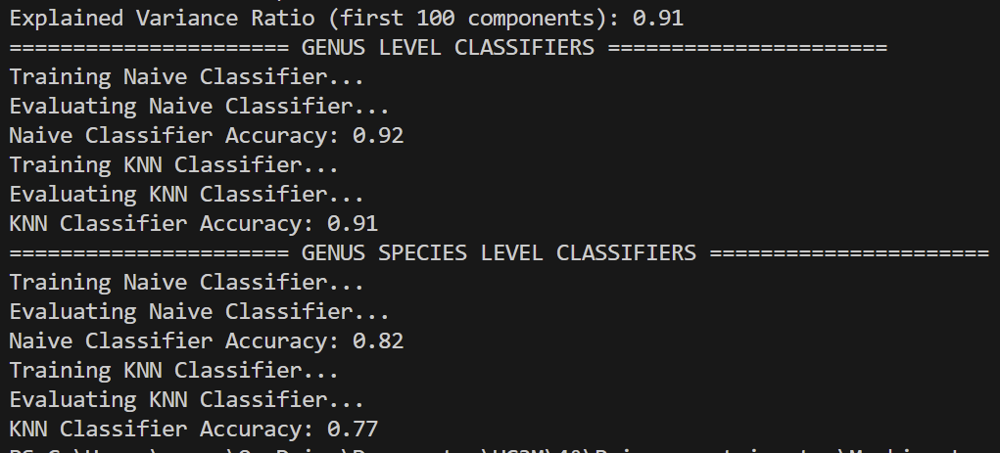 Explained Variance Ratio (first 100 components): 0.91
====================== GENUS LEVEL CLASSIFIERS ======================
Training Naive Classifier...
Evaluating Naive Classifier...
Naive Classifier Accuracy: 0.92
Training KNN Classifier...
Evaluating KNN Classifier...
KNN Classifier Accuracy: 0.91
====================== GENUS SPECIES LEVEL CLASSIFIERS ======================
Training Naive Classifier...
Evaluating Naive Classifier...
Naive Classifier Accuracy: 0.82
Training KNN Classifier...
Evaluating KNN Classifier...
KNN Classifier Accuracy: 0.77